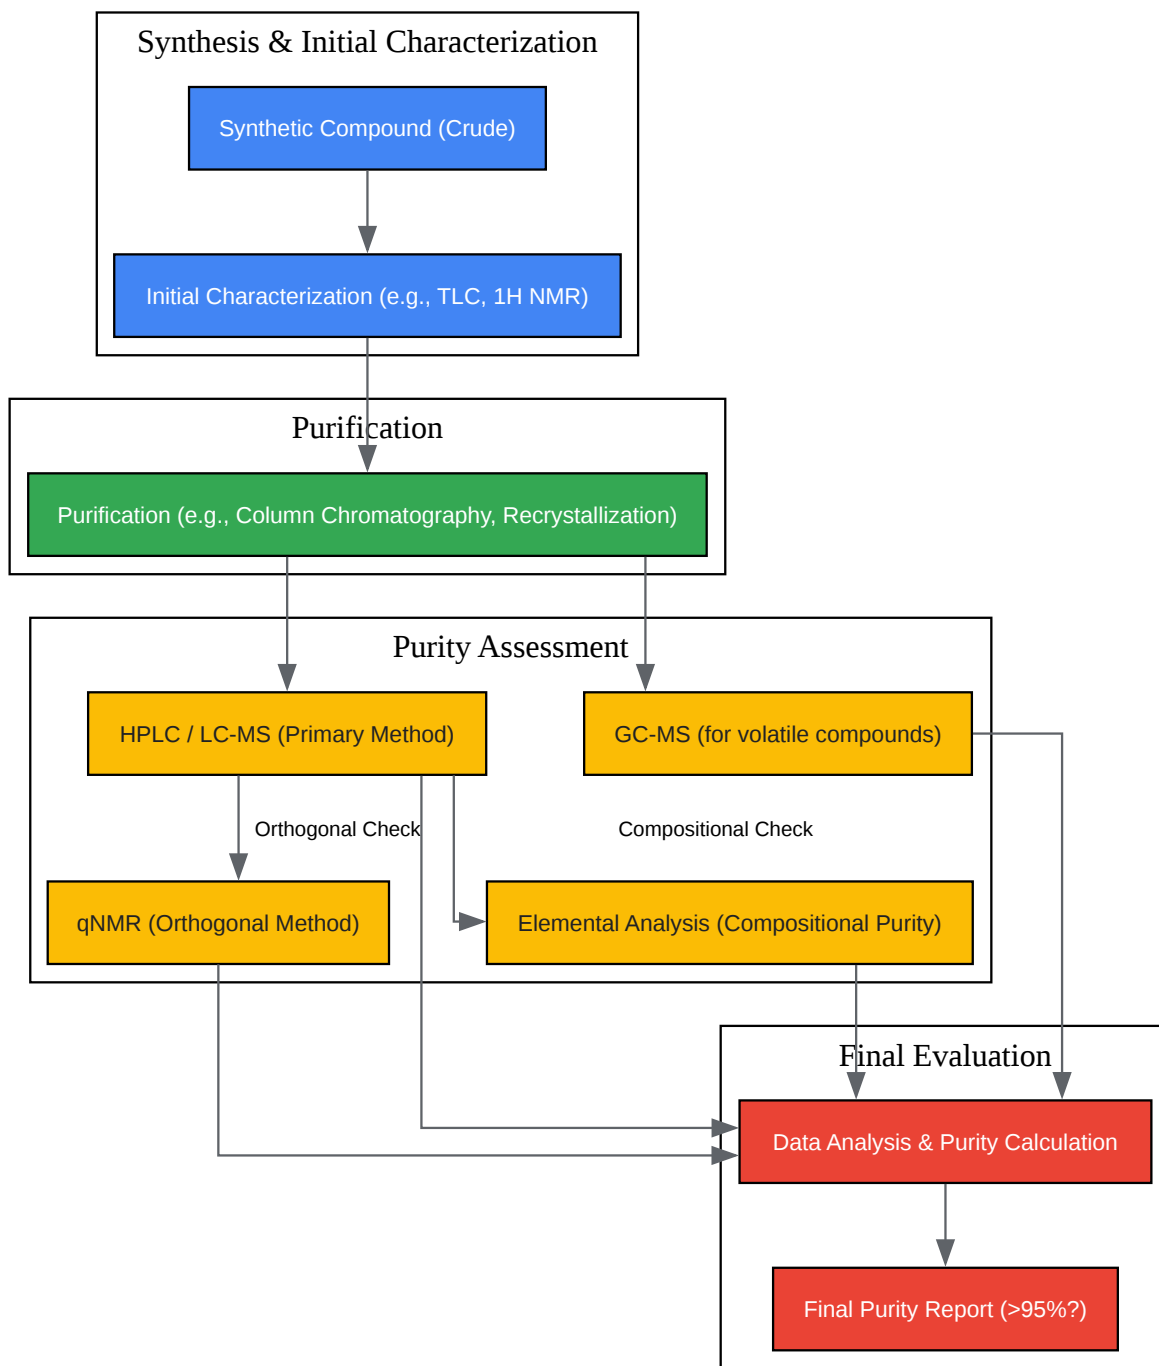 Synthesis & Initial Characterization
Synthetic Compound (Crude)
Initial Characterization (e.g., TLC, 1H NMR)
Purification
Purification (e.g., Column Chromatography, Recrystallization)
Purity Assessment
HPLC / LC-MS (Primary Method)
GC-MS (for volatile compounds)
Orthogonal Check
Compositional Check
qNMR (Orthogonal Method)
Elemental Analysis (Compositional Purity)
Final Evaluation
Data Analysis & Purity Calculation
Final Purity Report (>95%?)